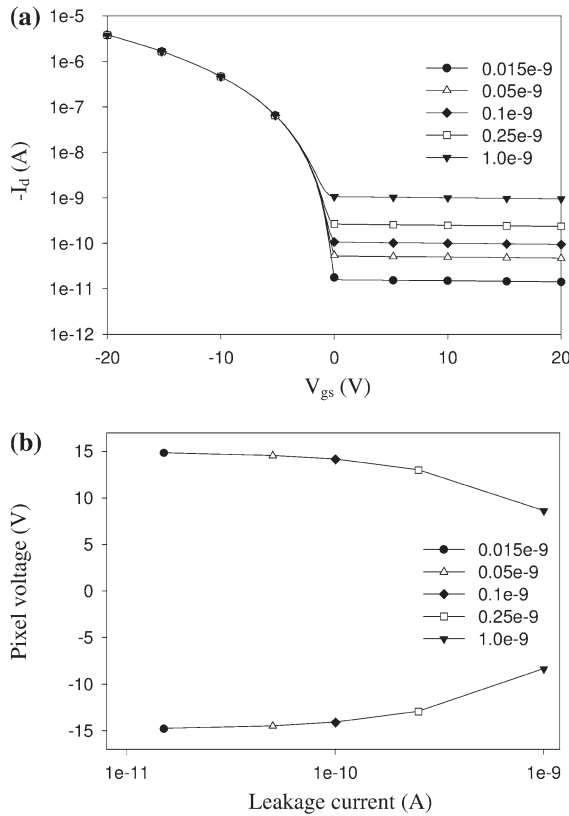 (a)
1e-5
1e-6
1e-7
1e-8
1e-9
1e-10
1e-11
1e-12
-I_d (A)
0.015e-9
0.05e-9
0.1e-9
0.25e-9
1.0e-9
-20 -10 0 10 20
V_gs (V)
(b)
15
10
5
0
-5
-10
-15
Pixel voltage (V)
0.015e-9
0.05e-9
0.1e-9
0.25e-9
1.0e-9
1e-11 1e-10 1e-9
Leakage current (A)